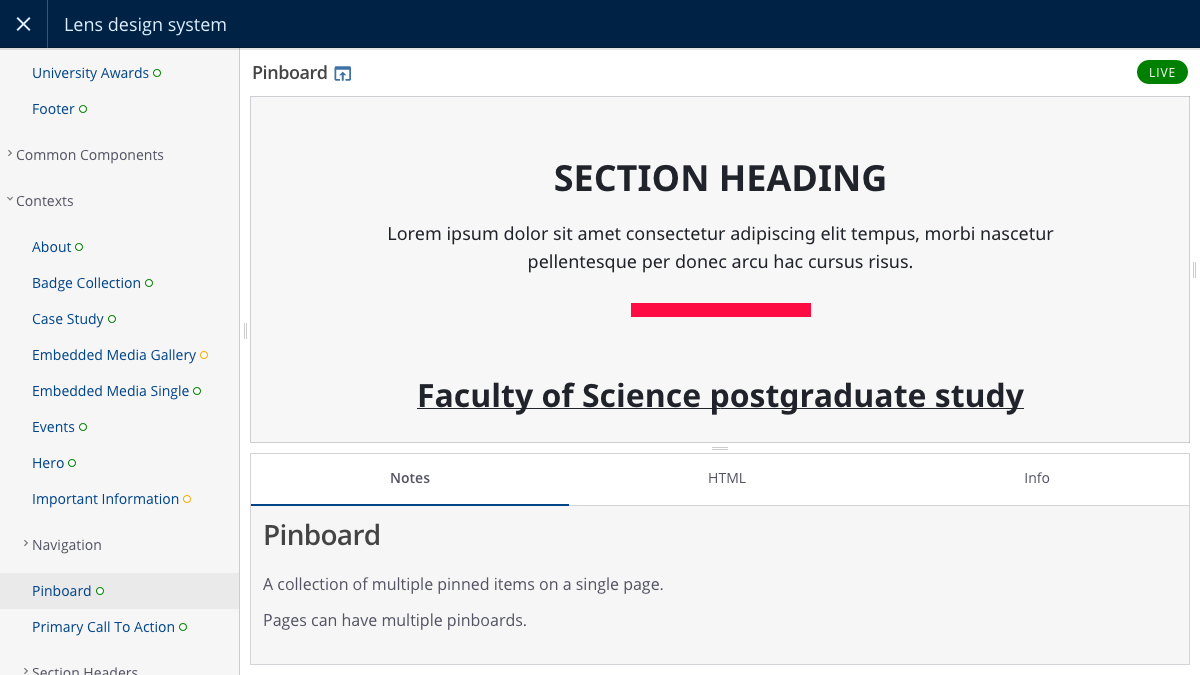 Lens design system
University Awards
Footer
Common Components
Contexts
About
Badge Collection
Case Study
Embedded Media Gallery
Embedded Media Single
Events
Hero
Important Information
Navigation
Pinboard
Primary Call To Action
Section Headers
Pinboard
LIVE
SECTION HEADING
Lorem ipsum dolor sit amet consectetur adipiscing elit tempus, morbi nascetur
pellentesque per donec arcu hac cursus risus.
Faculty of Science postgraduate study
Notes
HTML
Info
Pinboard
A collection of multiple pinned items on a single page.
Pages can have multiple pinboards.